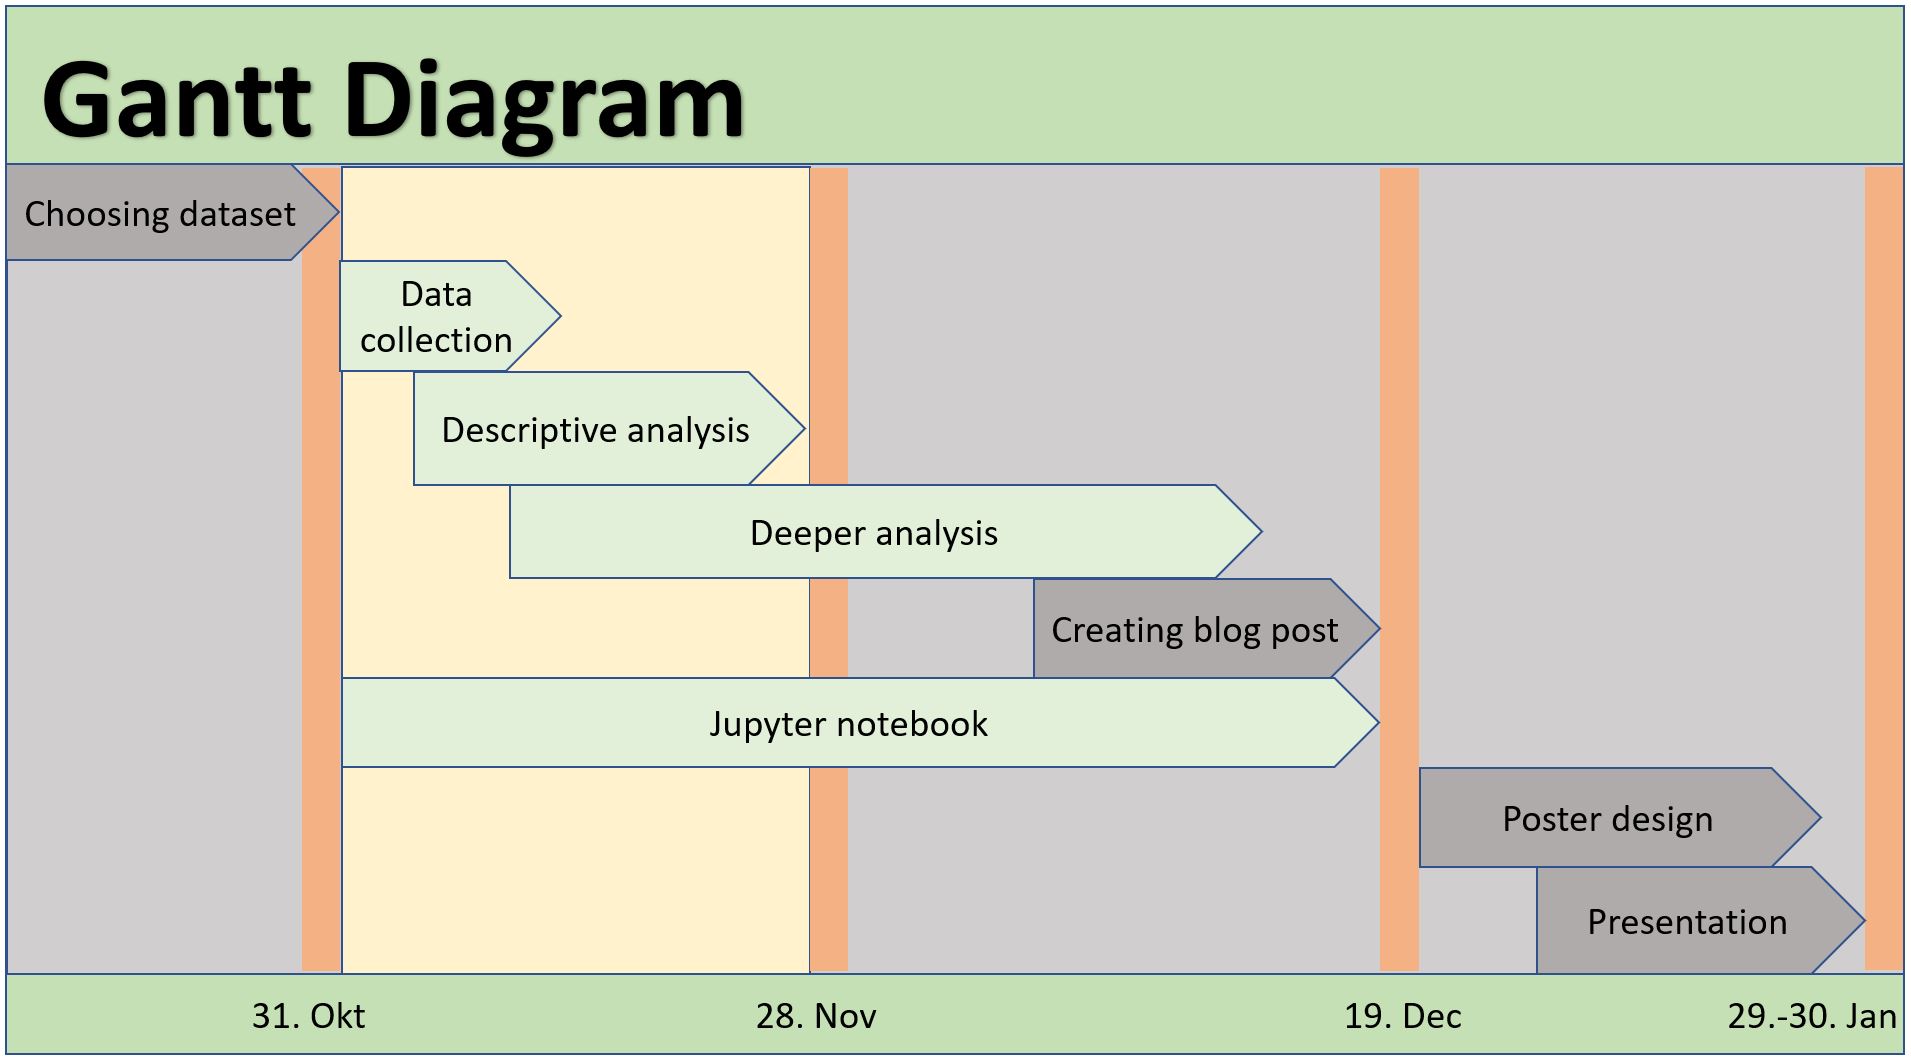 Gantt Diagram
Choosing dataset
Data
collection
Descriptive analysis
Deeper analysis
Creating blog post
Jupyter notebook
Poster design
Presentation
31. Okt
28. Nov
19. Dec
29.-30. Jan